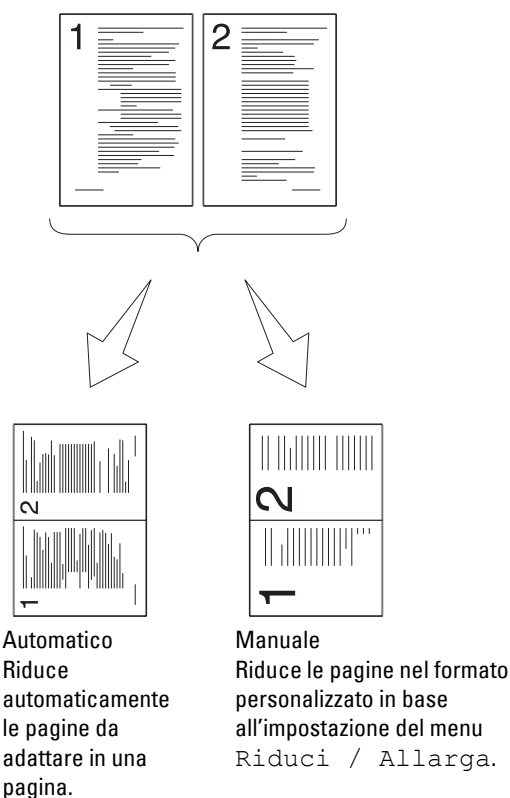 1
2
2
1
2
1
Automatico
Riduce
automaticamente
le pagine da
adattare in una
pagina.
Manuale
Riduce le pagine nel formato
personalizzato in base
all’impostazione del menu
Riduci / Allarga.